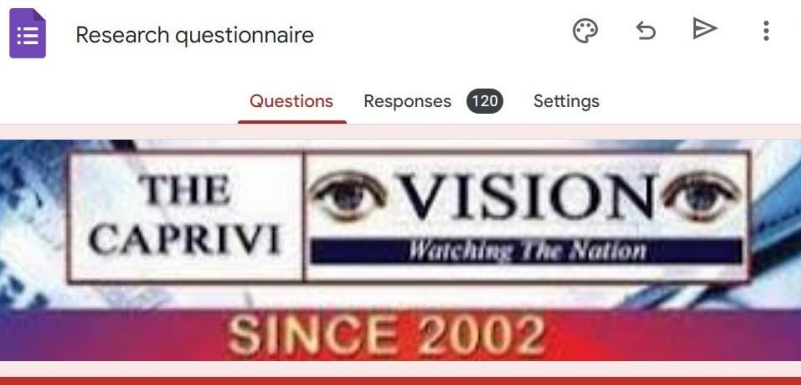 Research questionnaire
Questions Responses 120 Settings
THE
CAPRIVI
VISION
Watching The Nation
SINCE 2002